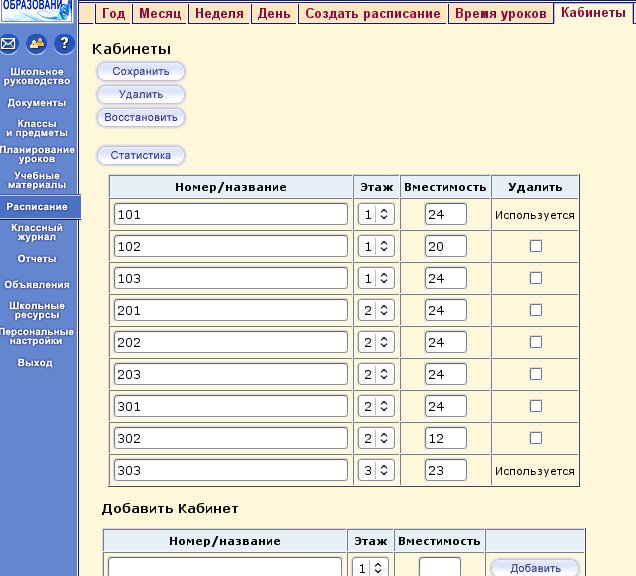 ОБРАЗОВАНИЯ
Год Месяц Неделя День Создать расписание Время уроков Кабинеты
?
Школьное
руководство
Документы
Классы
и предметы
Планирование
уроков
Учебные
материалы
Расписание
Классный
журнал
Отчеты
Объявления
Школьные
ресурсы
Персональные
настройки
Выход
Кабинеты
Сохранить
Удалить
Восстановить
Статистика
Номер/название Этаж Вместимость Удалить
101 1 24 Используется
102 1 20
103 1 24
201 2 24
202 2 24
203 2 24
301 2 24
302 2 12
303 3 23 Используется
Добавить Кабинет
Номер/название Этаж Вместимость
1 Добавить